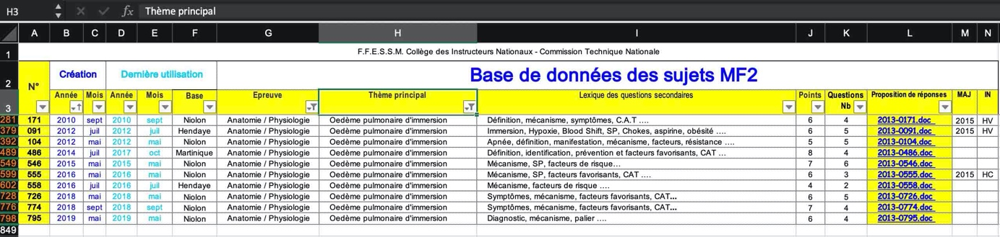 H3 fx Thème principal
A B C D E F G H I J K L M N
1 F.F.E.S.S.M. Collège des Instructeurs Nationaux - Commission Technique Nationale
2 N° Création Dernière utilisation Base de données des sujets MF2
3 Année Mois Année Mois Base Epreuve Thème principal Lexique des questions secondaires Points Questions Nb Proposition de réponses MAJ IN
281 171 2010 sept 2010 sept Niolon Anatomie / Physiologie Oedème pulmonaire d'immersion Définition, mécanisme, symptômes, C.A.T .... 6 4 2013-0171.doc 2015 HV
379 091 2012 juil 2012 juil Hendaye Anatomie / Physiologie Oedème pulmonaire d'immersion Immersion, Hypoxie, Blood Shift, SP, Chokes, aspirine, obésité .... 6 5 2013-0091.doc 2015 HV
392 104 2012 mai 2012 mai Niolon Anatomie / Physiologie Oedème pulmonaire d'immersion Apnée, définition, manifestation, mécanisme, facteurs, résistance .... 5 5 2013-0104.doc
489 486 2014 juil 2017 oct Martinique Anatomie / Physiologie Oedème pulmonaire d'immersion Définition, identification, prévention et facteurs favorisants, CAT ... 8 4 2013-0486.doc
549 546 2015 mai 2015 mai Niolon Anatomie / Physiologie Oedème pulmonaire d'immersion Mécanisme, SP, facteurs de risque... 7 6 2013-0546.doc
599 555 2016 mai 2016 mai Niolon Anatomie / Physiologie Oedème pulmonaire d'immersion Mécanisme, SP, facteurs favorisants, CAT .... 6 3 2013-0555.doc 2015 HC
602 558 2016 juil 2016 juil Hendaye Anatomie / Physiologie Oedème pulmonaire d'immersion Mécanisme, facteurs de risque .... 4 2 2013-0558.doc
728 726 2018 mai 2018 mai Niolon Anatomie / Physiologie Oedème pulmonaire d'immersion Symptômes, mécanisme, facteurs favorisants, CAT... 6 5 2013-0726.doc
776 774 2018 sept 2018 sept Niolon Anatomie / Physiologie Oedème pulmonaire d'immersion Symptômes, mécanisme, facteurs favorisants, CAT... 7 4 2013-0774.doc
798 795 2019 mai 2019 mai Niolon Anatomie / Physiologie Oedème pulmonaire d'immersion Diagnostic, mécanisme, palier .... 6 4 2013-0795.doc
849